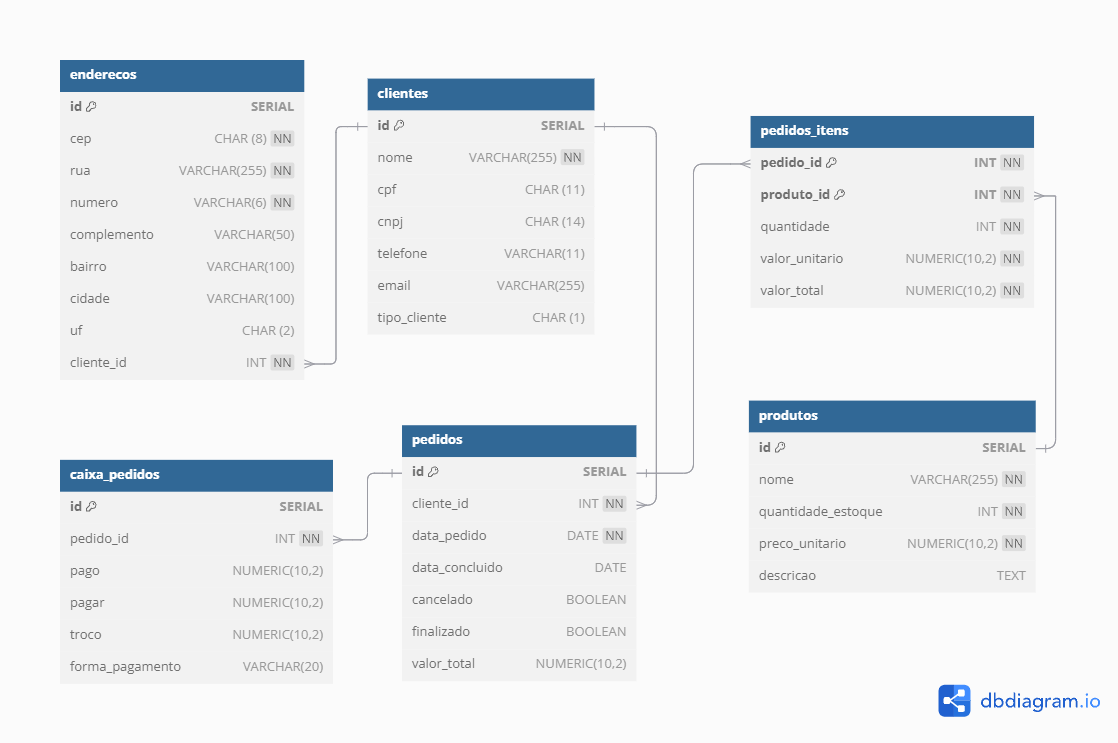 enderecos
id SERIAL
cep CHAR (8) NN
rua VARCHAR(255) NN
numero VARCHAR(6) NN
complemento VARCHAR(50)
bairro VARCHAR(100)
cidade VARCHAR(100)
uf CHAR (2)
cliente_id INT NN
clientes
id SERIAL
nome VARCHAR(255) NN
cpf CHAR (11)
cnpj CHAR (14)
telefone VARCHAR(11)
email VARCHAR(255)
tipo_cliente CHAR (1)
pedidos_itens
pedido_id INT NN
produto_id INT NN
quantidade INT NN
valor_unitario NUMERIC(10,2) NN
valor_total NUMERIC(10,2) NN
caixa_pedidos
id SERIAL
pedido_id INT NN
pago NUMERIC(10,2)
pagar NUMERIC(10,2)
troco NUMERIC(10,2)
forma_pagamento VARCHAR(20)
pedidos
id SERIAL
cliente_id INT NN
data_pedido DATE NN
data_concluido DATE
cancelado BOOLEAN
finalizado BOOLEAN
valor_total NUMERIC(10,2)
produtos
id SERIAL
nome VARCHAR(255) NN
quantidade_estoque INT NN
preco_unitario NUMERIC(10,2) NN
descricao TEXT
dbdiagram.io